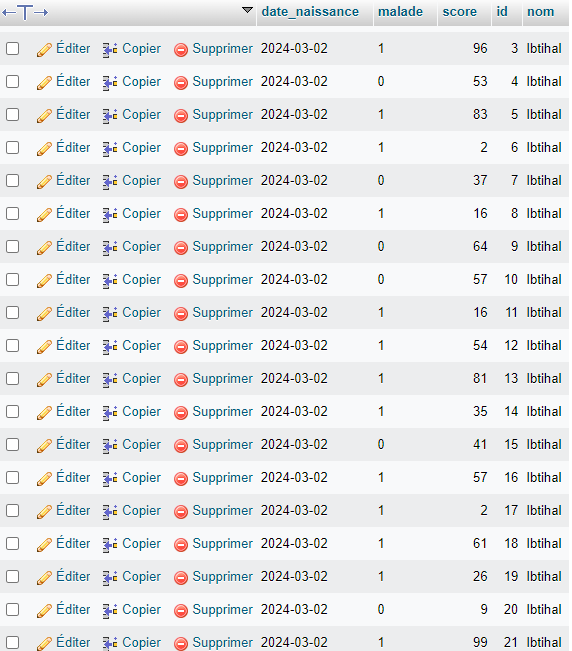 ←T→ date_naissance malade score id nom
Éditer Copier Supprimer 2024-03-02 1 96 3 Ibtihal
Éditer Copier Supprimer 2024-03-02 0 53 4 Ibtihal
Éditer Copier Supprimer 2024-03-02 1 83 5 Ibtihal
Éditer Copier Supprimer 2024-03-02 1 2 6 Ibtihal
Éditer Copier Supprimer 2024-03-02 0 37 7 Ibtihal
Éditer Copier Supprimer 2024-03-02 1 16 8 Ibtihal
Éditer Copier Supprimer 2024-03-02 0 64 9 Ibtihal
Éditer Copier Supprimer 2024-03-02 0 57 10 Ibtihal
Éditer Copier Supprimer 2024-03-02 1 16 11 Ibtihal
Éditer Copier Supprimer 2024-03-02 1 54 12 Ibtihal
Éditer Copier Supprimer 2024-03-02 1 81 13 Ibtihal
Éditer Copier Supprimer 2024-03-02 1 35 14 Ibtihal
Éditer Copier Supprimer 2024-03-02 0 41 15 Ibtihal
Éditer Copier Supprimer 2024-03-02 1 57 16 Ibtihal
Éditer Copier Supprimer 2024-03-02 1 2 17 Ibtihal
Éditer Copier Supprimer 2024-03-02 1 61 18 Ibtihal
Éditer Copier Supprimer 2024-03-02 1 26 19 Ibtihal
Éditer Copier Supprimer 2024-03-02 0 9 20 Ibtihal
Éditer Copier Supprimer 2024-03-02 1 99 21 Ibtihal